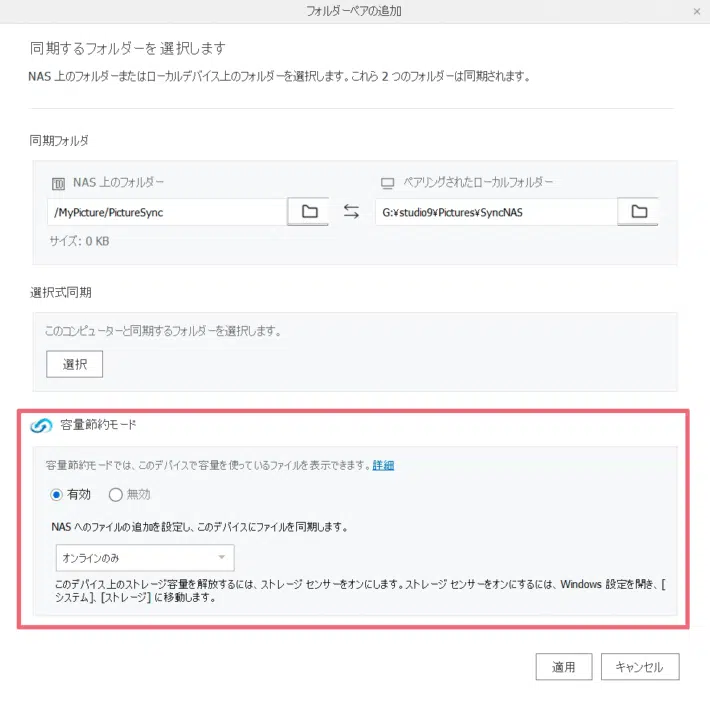 フォルダーペアの追加
同期するフォルダーを選択します
NAS 上のフォルダーまたはローカルデバイス上のフォルダーを選択します。これら 2 つのフォルダーは同期されます。
同期フォルダ
NAS 上のフォルダー
ペアリングされたローカルフォルダー
/MyPicture/PictureSync
G:¥studio9¥Pictures¥SyncNAS
サイズ: 0 KB
選択式同期
このコンピューターと同期するフォルダーを選択します。
選択
容量節約モード
容量節約モードでは、このデバイスで容量を使っているファイルを表示できます。詳細
有効
無効
NAS へのファイルの追加を設定し、このデバイスにファイルを同期します。
オンラインのみ
このデバイス上のストレージ容量を解放するには、ストレージ センサーをオンにします。ストレージ センサーをオンにするには、Windows 設定を開き、[
システム]、[ストレージ] に移動します。
適用
キャンセル